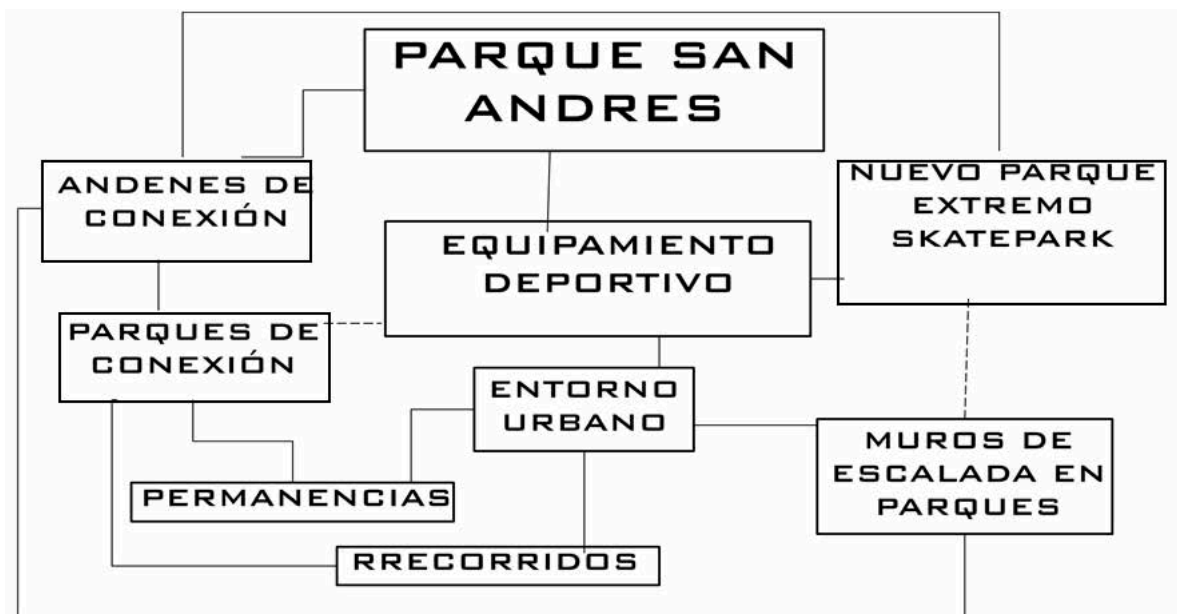 PARQUE SAN
ANDRES
ANDENES DE
CONEXIÓN
NUEVO PARQUE
EXTREMO
SKATEPARK
EQUIPAMIENTO
DEPORTIVO
PARQUES DE
CONEXIÓN
ENTORNO
URBANO
MUROS DE
ESCALADA EN
PARQUES
PERMANENCIAS
RRECORRIDOS